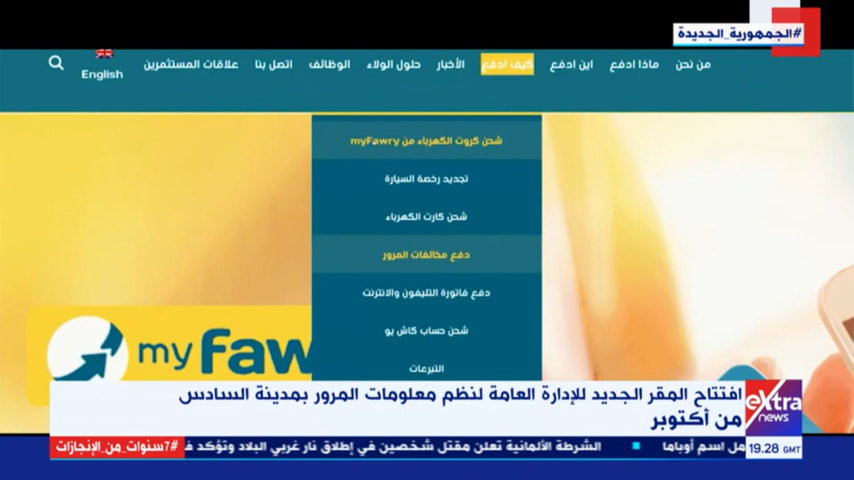 #الجمهورية_الجديدة
من نحن ماذا ادفع اين ادفع كيف ادفع الأخبار حلول الولاء الوظائف اتصل بنا علاقات المستثمرين English
شحن كروت الكهرباء من myFawry
تجديد رخصة السيارة
شحن كارت الكهرباء
دفع مخالفات المرور
دفع فاتورة التليفون والانترنت
شحن حساب كاش يو
التبرعات
my Faw
افتتاح المقر الجديد للإدارة العامة لنظم معلومات المرور بمدينة السادس
من أكتوبر
eXtra
news
19.28 GMT
مل اسم أوباما ■ الشرطة الألمانية تعلن مقتل شخصين في إطلاق نار غربي البلاد وتؤكد ف
#7سنوات_من_الإنجازات